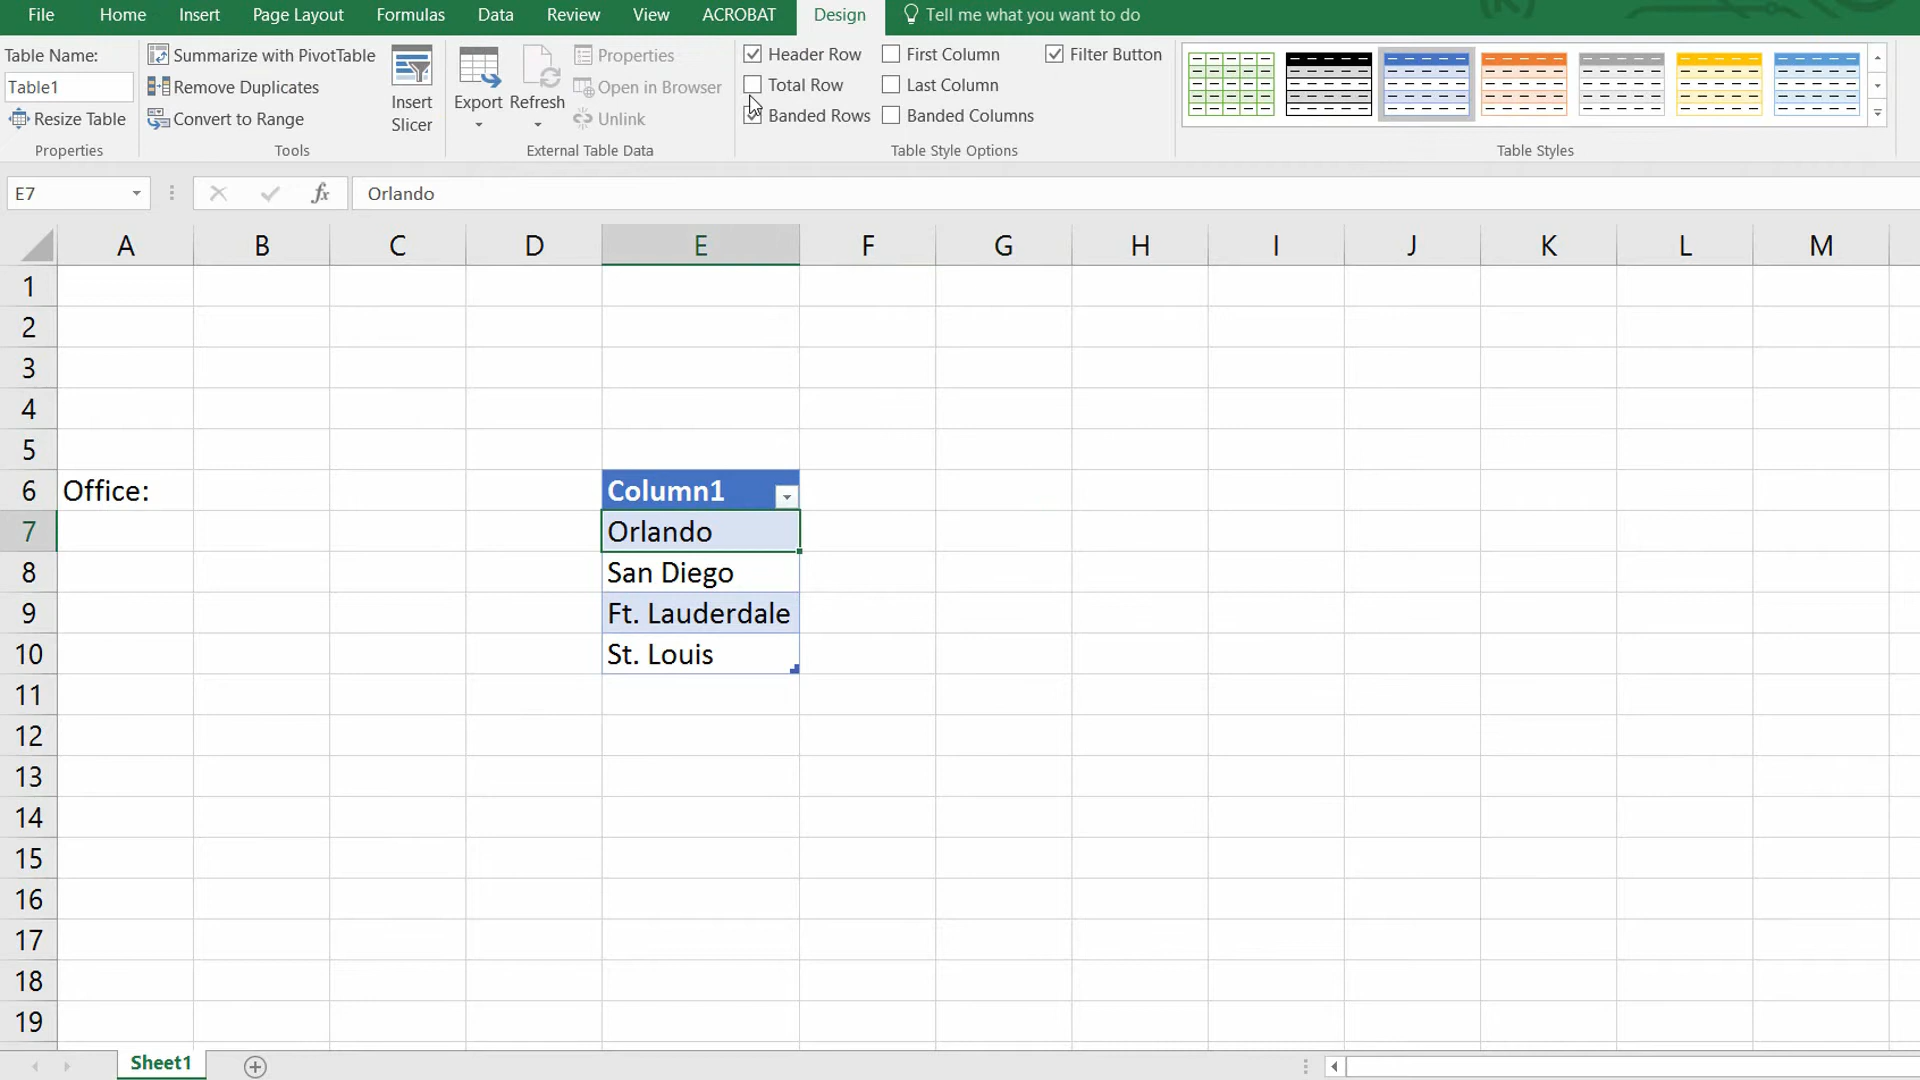 File Home Insert Page Layout Formulas Data Review View ACROBAT Design Tell me what you want to do
Table Name:
Table1
Resize Table
Properties
Summarize with PivotTable
Remove Duplicates
Convert to Range
Tools
Insert
Slicer
Export
Refresh
Properties
Open in Browser
Unlink
External Table Data
Header Row
Total Row
Banded Rows
First Column
Last Column
Banded Columns
Filter Button
Table Style Options
Table Styles
E7 fx Orlando
A B C D E F G H I J K L M
1
2
3
4
5
6 Office: Column1
7 Orlando
8 San Diego
9 Ft. Lauderdale
10 St. Louis
11
12
13
14
15
16
17
18
19
Sheet1